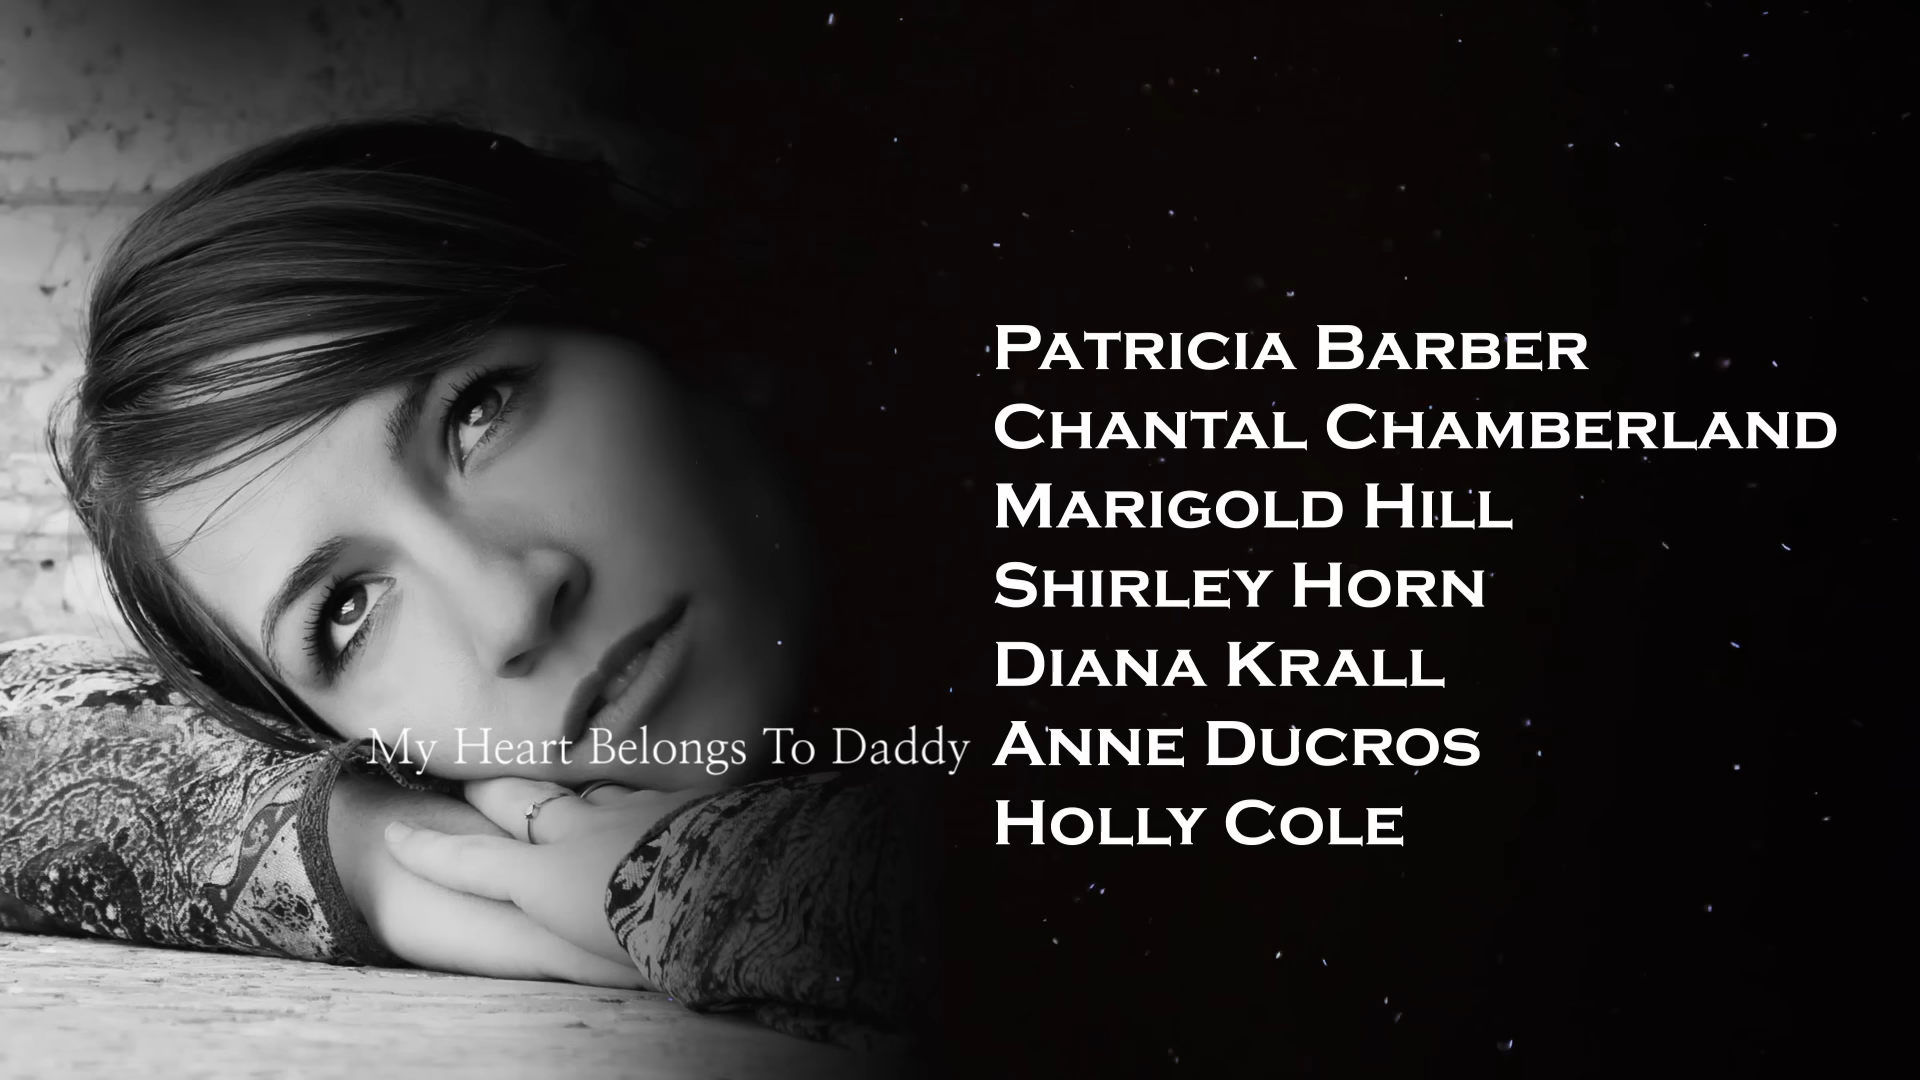 Patricia Barber
Chantal Chamberland
Marigold Hill
Shirley Horn
Diana Krall
My Heart Belongs To Daddy Anne Ducros
Holly Cole